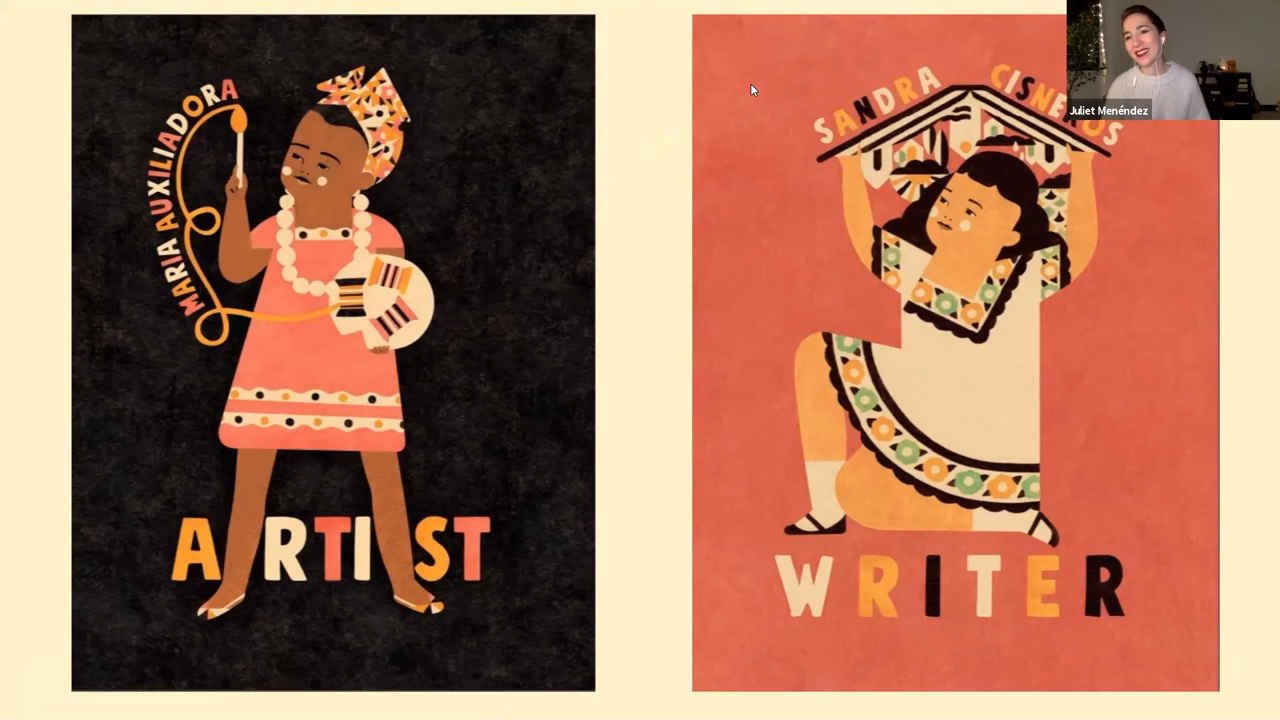 MARIA AUXILIADORA
ARTIST
SANDRA CISNEROS
WRITER
Juliet Menéndez